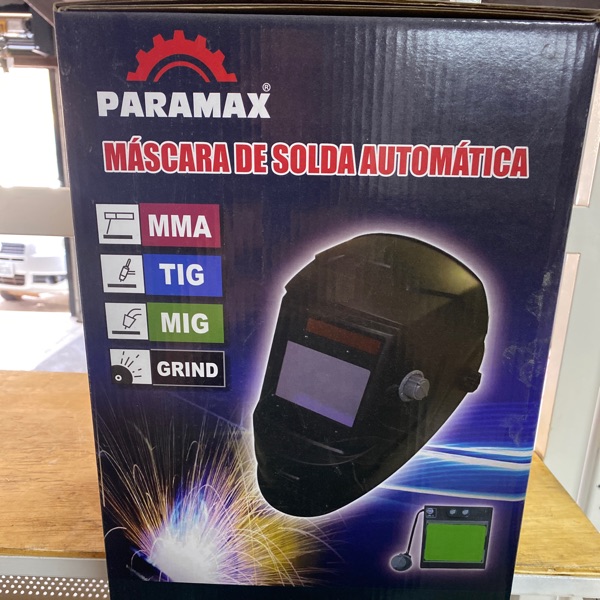 PARAMAX®
MÁSCARA DE SOLDA AUTOMÁTICA
MMA
TIG
MIG
GRIND